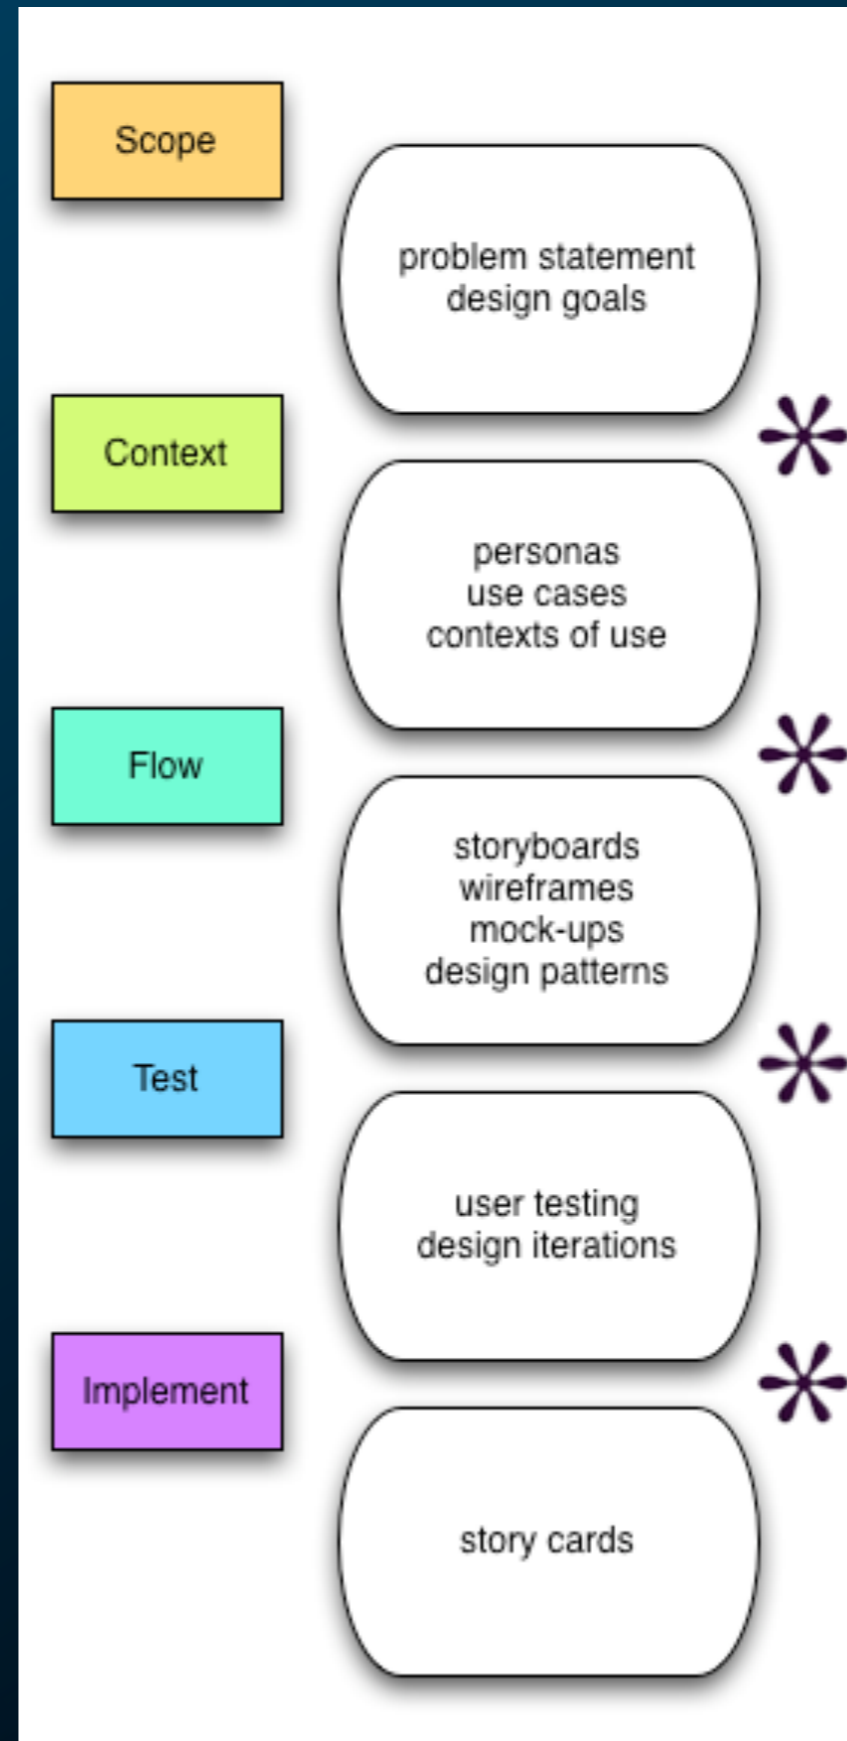 Scope
problem statement
design goals
*
Context
personas
use cases
contexts of use
*
Flow
storyboards
wireframes
mock-ups
design patterns
*
Test
user testing
design iterations
*
Implement
story cards